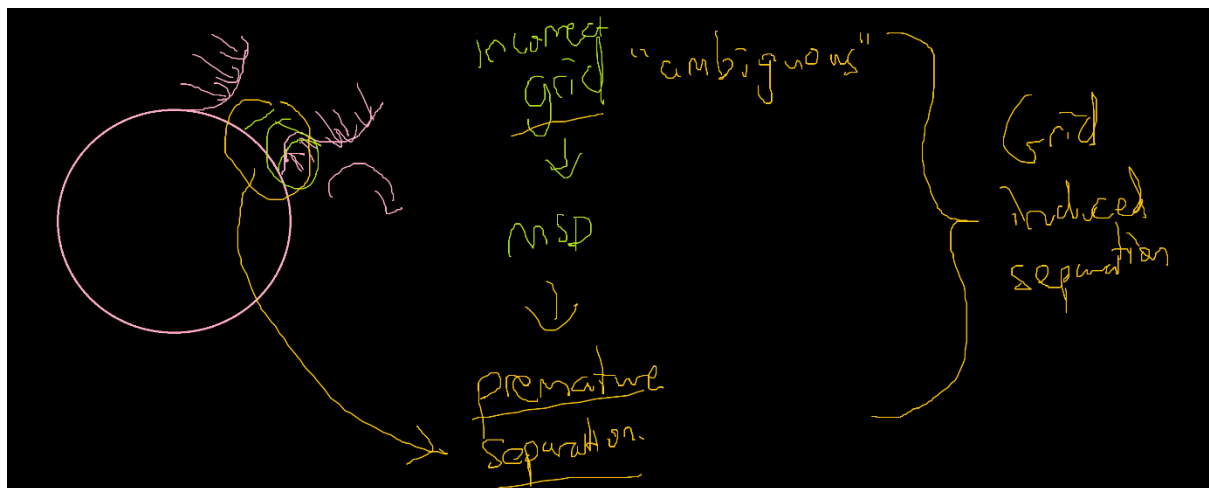 Incorrect
grid
"ambiguous"
↓
MSD
↓
premature
separation.
Grid
Induced
separation